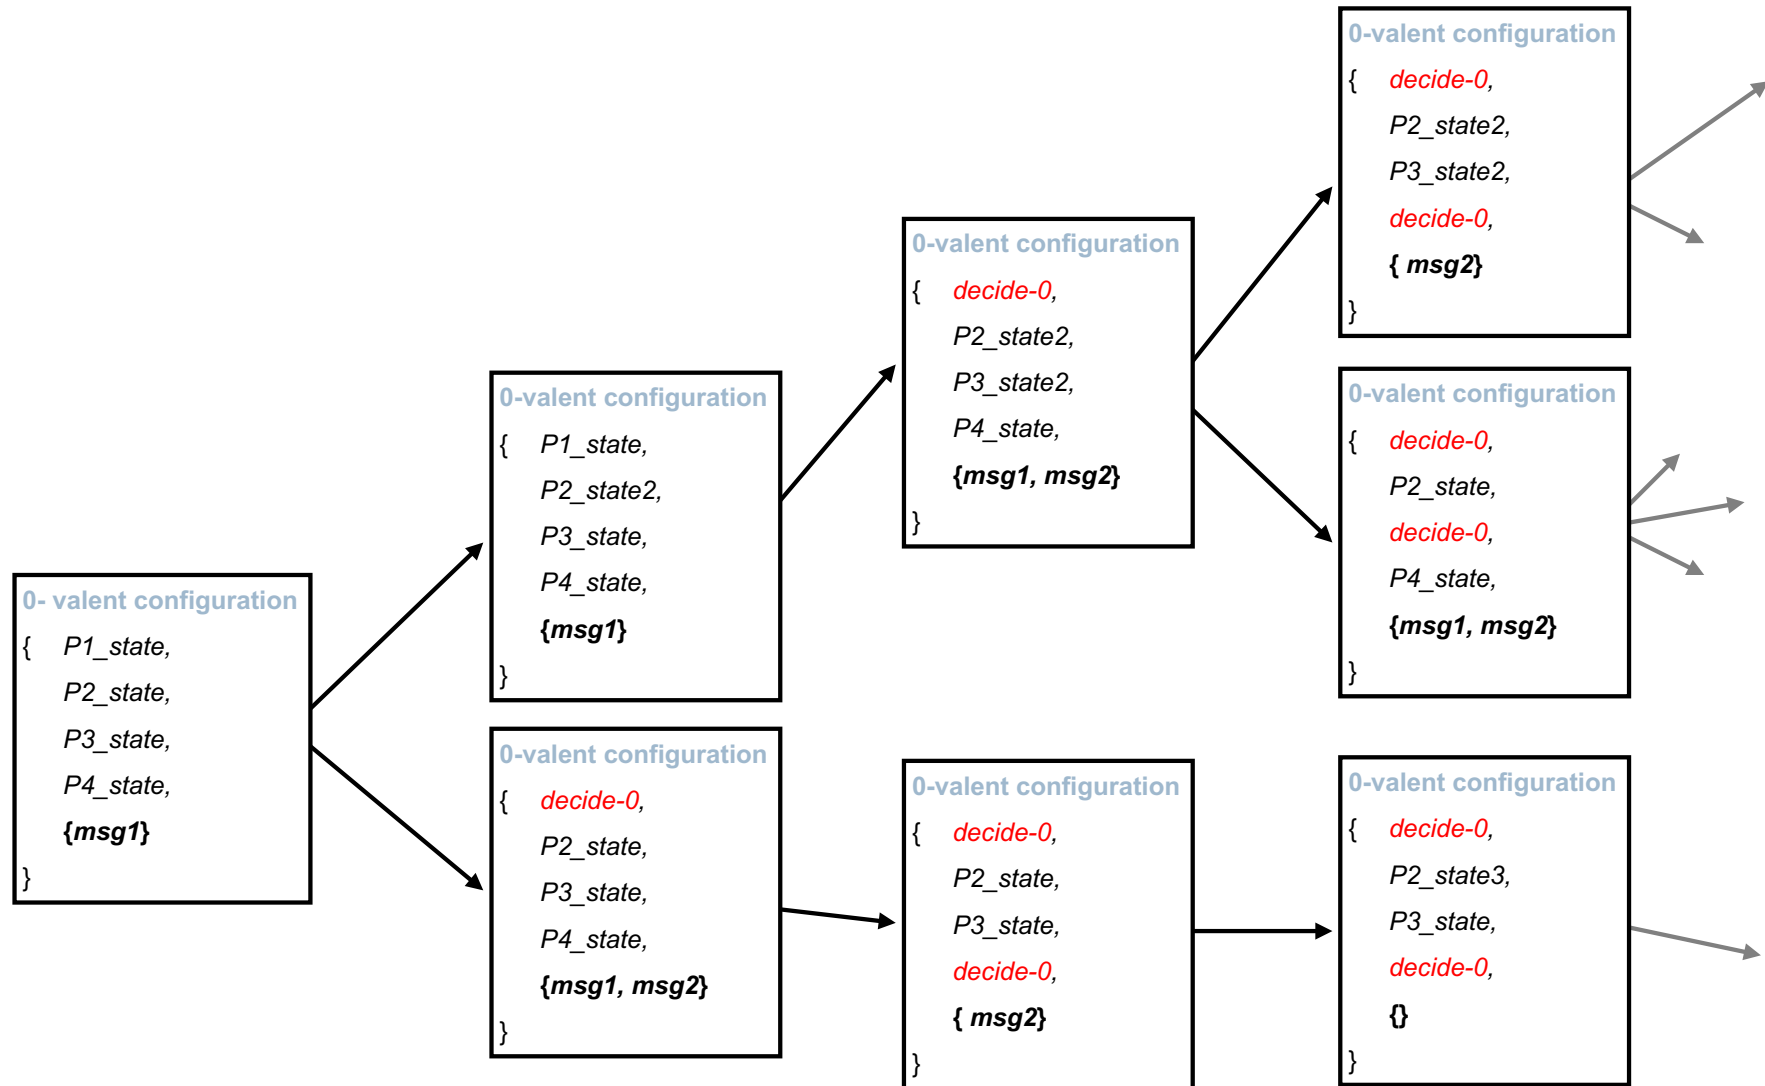 0- valent configuration
{ P1_state,
P2_state,
P3_state,
P4_state,
{msg1}
}
0-valent configuration
{ P1_state,
P2_state2,
P3_state,
P4_state,
{msg1}
}
0-valent configuration
{ decide-0,
P2_state,
P3_state,
P4_state,
{msg1, msg2}
}
0-valent configuration
{ decide-0,
P2_state2,
P3_state2,
P4_state,
{msg1, msg2}
}
0-valent configuration
{ decide-0,
P2_state,
P3_state,
decide-0,
{ msg2}
}
0-valent configuration
{ decide-0,
P2_state2,
P3_state2,
decide-0,
{ msg2}
}
0-valent configuration
{ decide-0,
P2_state,
decide-0,
P4_state,
{msg1, msg2}
}
0-valent configuration
{ decide-0,
P2_state3,
P3_state,
decide-0,
{}
}